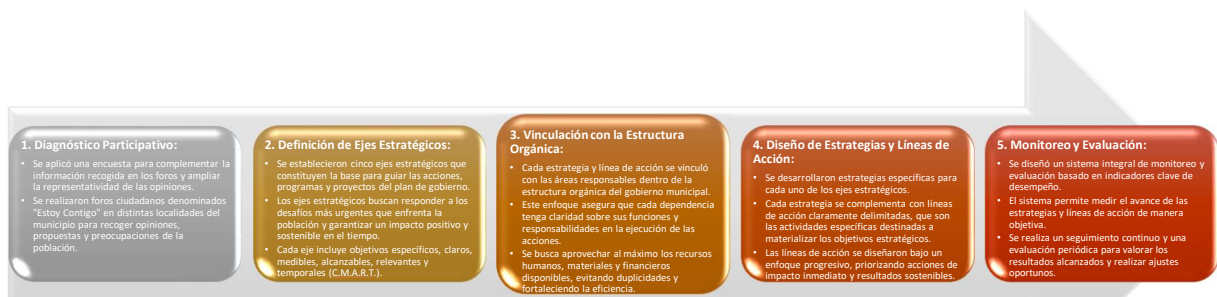 1. Diagnóstico Participativo:
• Se aplicó una encuesta para complementar la
información recogida en los foros y ampliar
la representatividad de las opiniones.
• Se realizaron foros ciudadanos denominados
"Estoy Contigo" en distintas localidades del
municipio para recoger opiniones,
propuestas y preocupaciones de la
población.
2. Definición de Ejes Estratégicos:
• Se establecieron cinco ejes estratégicos que
constituyen la base para guiar las acciones,
programas y proyectos del plan de gobierno.
• Los ejes estratégicos buscan responder a los
desafíos más urgentes que enfrenta la
población y garantizar un impacto positivo y
sostenible en el tiempo.
• Cada eje incluye objetivos específicos, claros,
medibles, alcanzables, relevantes y
temporales (C.M.A.R.T.).
3. Vinculación con la Estructura
Orgánica:
• Cada estrategia y línea de acción se vinculó
con las áreas responsables dentro de la
estructura orgánica del gobierno municipal.
• Este enfoque asegura que cada dependencia
tenga claridad sobre sus funciones y
responsabilidades en la ejecución de las
acciones.
• Se busca aprovechar al máximo los recursos
humanos, materiales y financieros
disponibles, evitando duplicidades y
fortaleciendo la eficiencia.
4. Diseño de Estrategias y Líneas de
Acción:
• Se desarrollaron estrategias específicas para
cada uno de los ejes estratégicos.
• Cada estrategia se complementa con líneas
de acción claramente delimitadas, que son
las actividades específicas destinadas a
materializar los objetivos estratégicos.
• Las líneas de acción se diseñaron bajo un
enfoque progresivo, priorizando acciones de
impacto inmediato y resultados sostenibles.
5. Monitoreo y Evaluación:
• Se diseñó un sistema integral de monitoreo y
evaluación basado en indicadores clave de
desempeño.
• El sistema permite medir el avance de las
estrategias y líneas de acción de manera
objetiva.
• Se realiza un seguimiento continuo y una
evaluación periódica para valorar los
resultados alcanzados y realizar ajustes
oportunos.